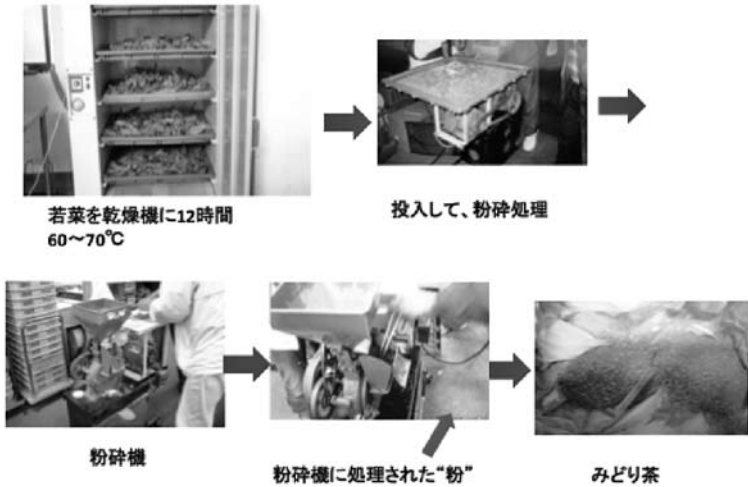 若菜を乾燥機に12時間
60～70℃
投入して、粉砕処理
粉砕機
粉砕機に処理された“粉”
みどり茶